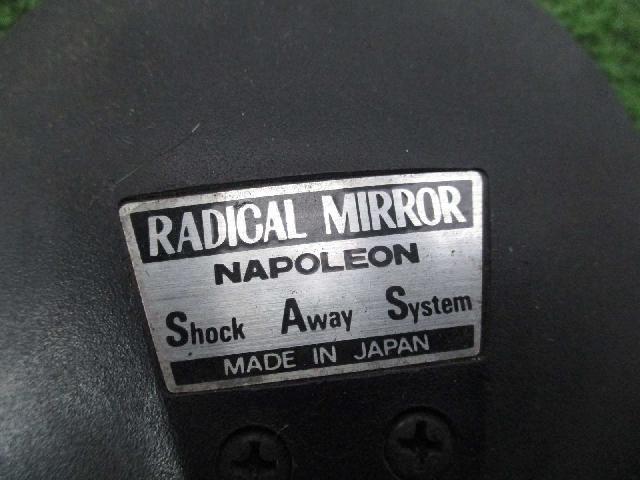 RADICAL MIRROR
NAPOLEON
Shock Away System
MADE IN JAPAN